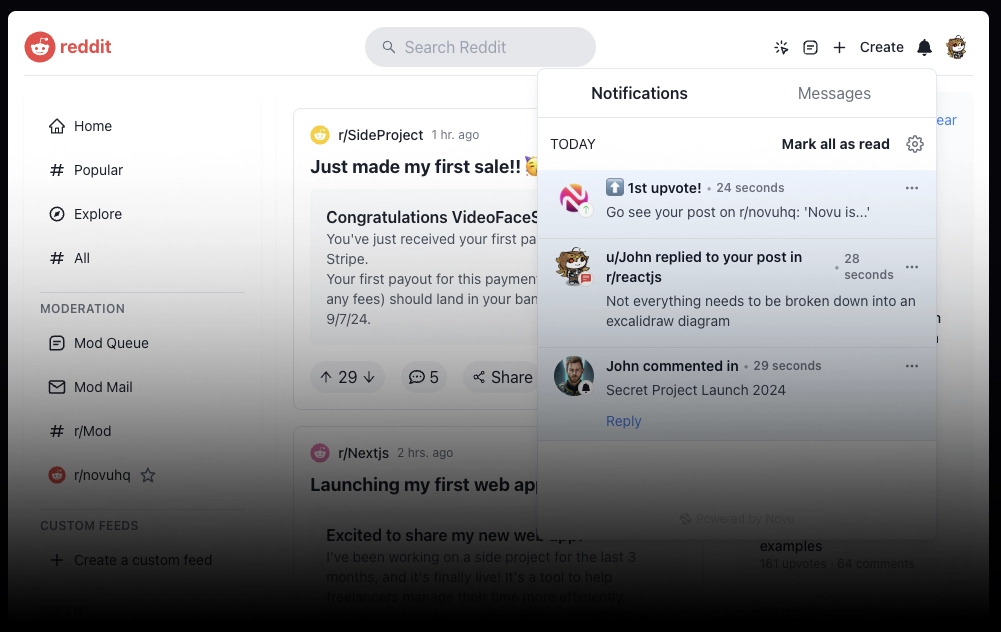 reddit
Search Reddit
Create
Home
Popular
Explore
All
MODERATION
Mod Queue
Mod Mail
r/Mod
r/novuhq
CUSTOM FEEDS
Create a custom feed
r/SideProject 1 hr. ago
Just made my first sale!! 🥳
Congratulations VideoFaceS
You've just received your first pa
Stripe.
Your first payout for this payment
any fees) should land in your ban
9/7/24.
29
5
Share
r/Nextjs 2 hrs. ago
Launching my first web app
Excited to share my new web app!
I've been working on a side project for the last 3
months, and it's finally live! It's a tool to help
freelancers manage their time more efficiently.
Notifications
Messages
TODAY
Mark all as read
⬆️ 1st upvote! • 24 seconds
Go see your post on r/novuhq: 'Novu is...'
u/John replied to your post in
r/reactjs
• 28
seconds
Not everything needs to be broken down into an
excalidraw diagram
John commented in • 29 seconds
Secret Project Launch 2024
Reply
Powered by Novu
ear
examples
161 upvotes · 64 comments